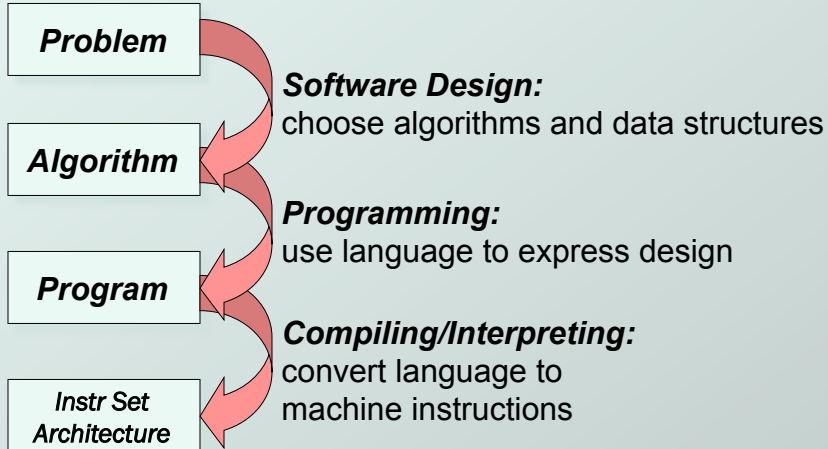 Problem
Software Design:
choose algorithms and data structures
Algorithm
Programming:
use language to express design
Program
Compiling/Interpreting:
convert language to
machine instructions
Instr Set
Architecture